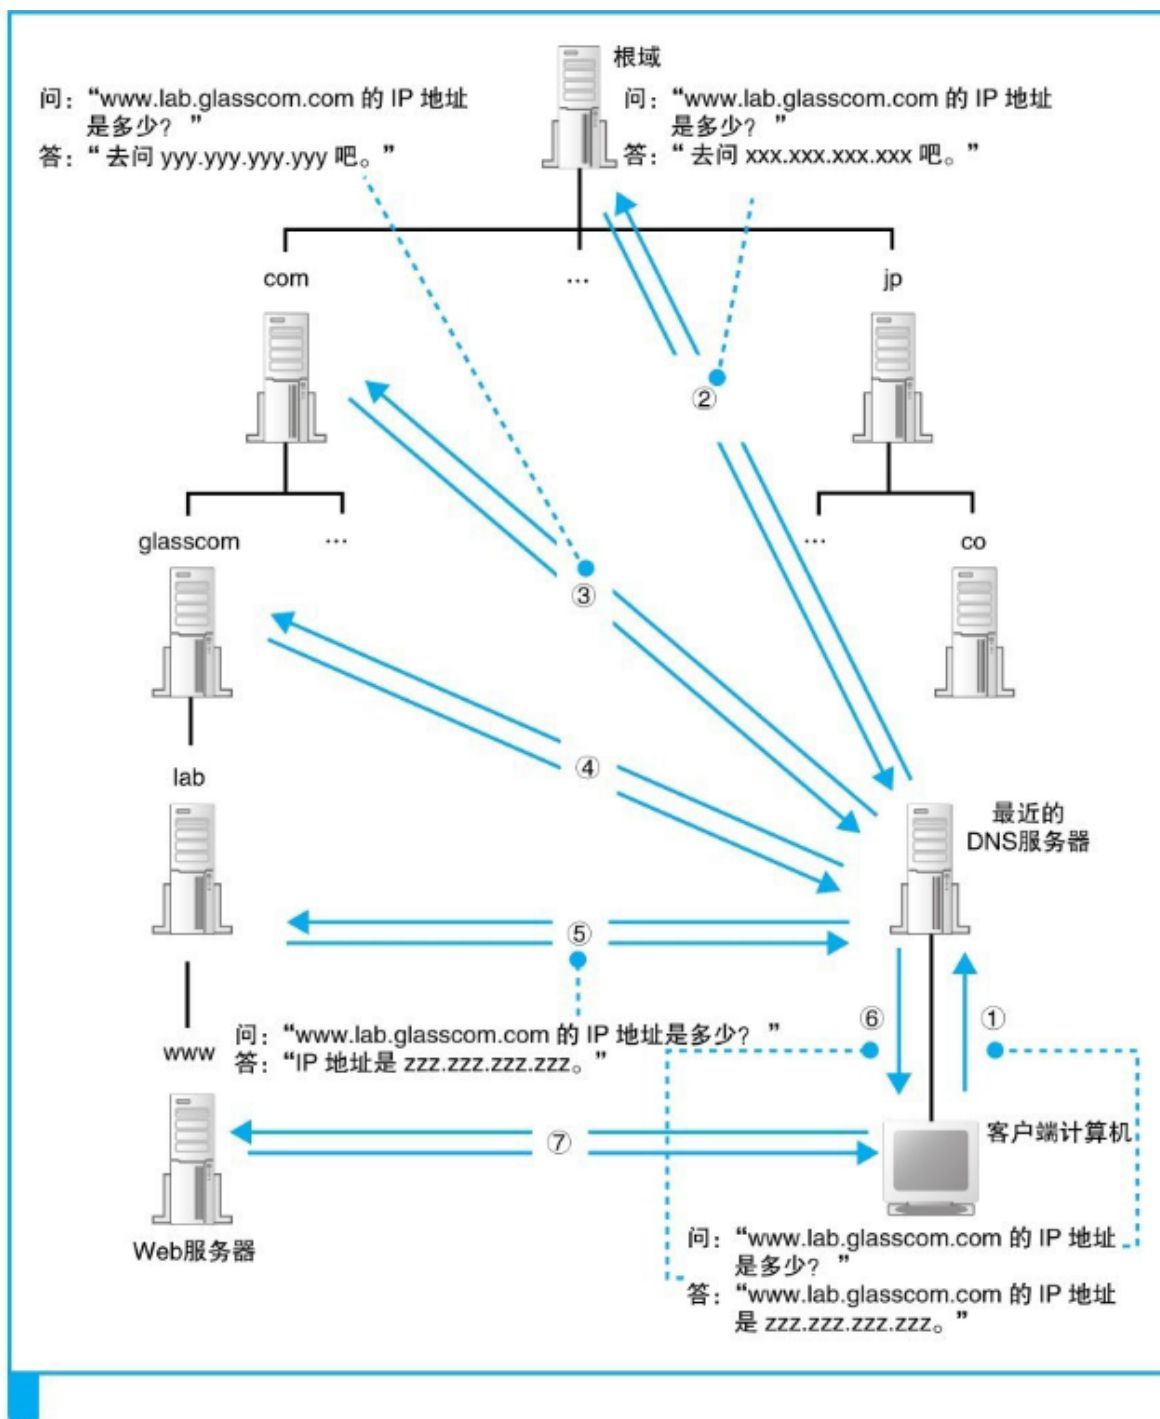 根域
问：“www.lab.glasscom.com 的 IP 地址
是多少？”
答：“去问 yyy.yyy.yyy.yyy 吧。”
问：“www.lab.glasscom.com 的 IP 地址
是多少？”
答：“去问 xxx.xxx.xxx.xxx 吧。”
com
…
jp
②
glasscom
…
…
co
③
④
lab
最近的
DNS服务器
⑤
⑥
①
www
问：“www.lab.glasscom.com 的 IP 地址是多少？”
答：“IP 地址是 zzz.zzz.zzz.zzz。”
⑦
客户端计算机
Web服务器
问：“www.lab.glasscom.com 的 IP 地址
是多少？”
答：“www.lab.glasscom.com 的 IP 地址
是 zzz.zzz.zzz.zzz。”